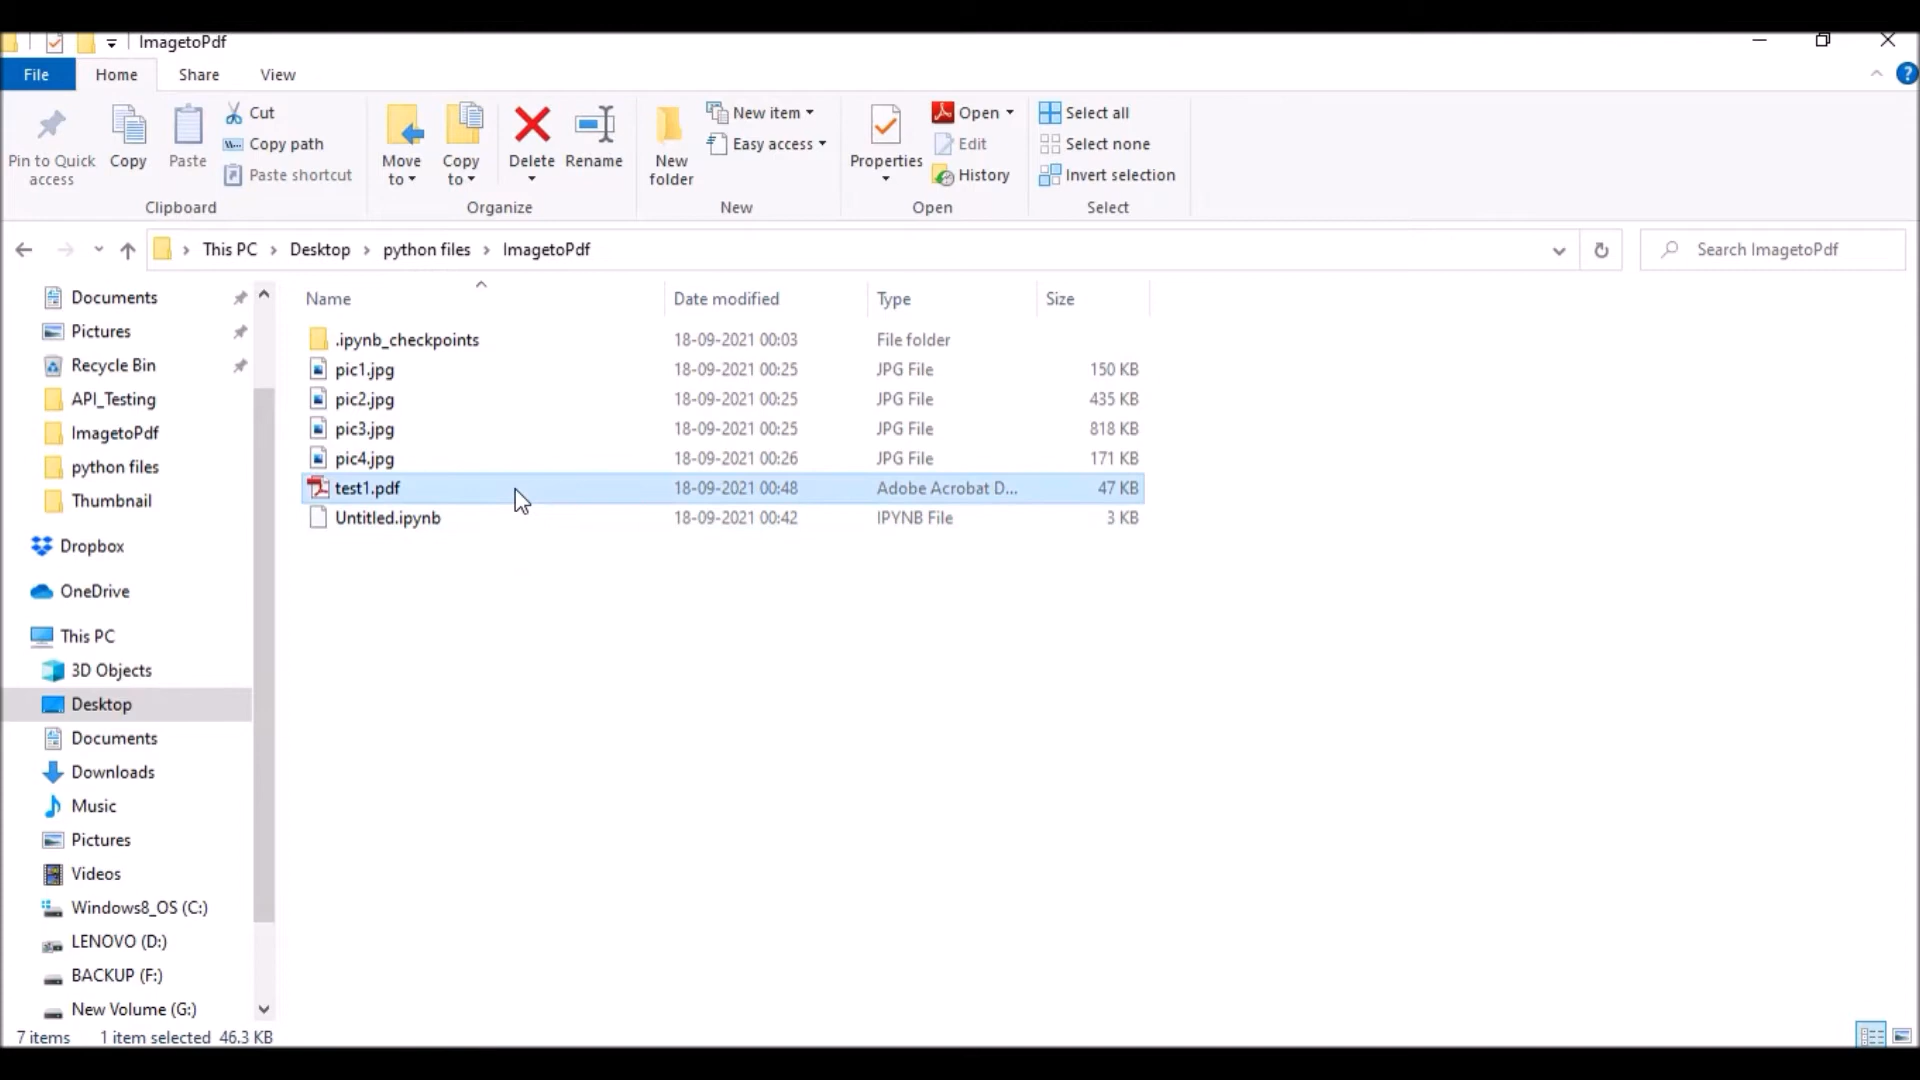 ImagetoPdf
File Home Share View
Pin to Quick access
Copy
Paste
Cut
Copy path
Paste shortcut
Clipboard
Move to
Copy to
Delete
Rename
Organize
New folder
New item
Easy access
New
Properties
Open
Edit
History
Open
Select all
Select none
Invert selection
Select
This PC > Desktop > python files > ImagetoPdf
Search ImagetoPdf
Documents
Pictures
Recycle Bin
API_Testing
ImagetoPdf
python files
Thumbnail
Dropbox
OneDrive
This PC
3D Objects
Desktop
Documents
Downloads
Music
Pictures
Videos
Windows8_OS (C:)
LENOVO (D:)
BACKUP (F:)
New Volume (G:)
Name Date modified Type Size
.ipynb_checkpoints 18-09-2021 00:03 File folder
pic1.jpg 18-09-2021 00:25 JPG File 150 KB
pic2.jpg 18-09-2021 00:25 JPG File 435 KB
pic3.jpg 18-09-2021 00:25 JPG File 818 KB
pic4.jpg 18-09-2021 00:26 JPG File 171 KB
test1.pdf 18-09-2021 00:48 Adobe Acrobat D... 47 KB
Untitled.ipynb 18-09-2021 00:42 IPYNB File 3 KB
7 items 1 item selected 46.3 KB